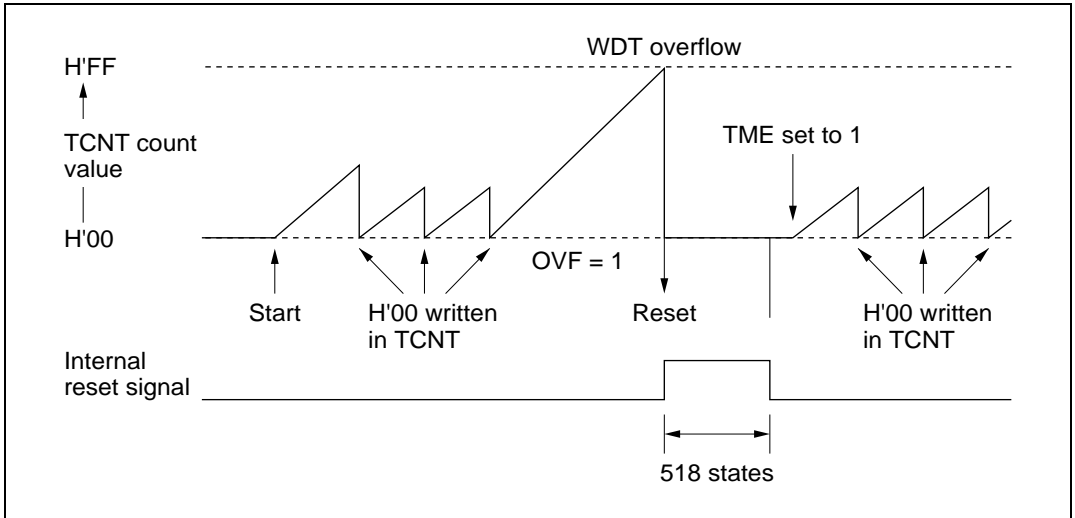 WDT overflow
H'FF
TCNT count
value
TME set to 1
H'00
OVF = 1
Start
H'00 written
in TCNT
Reset
H'00 written
in TCNT
Internal
reset signal
518 states